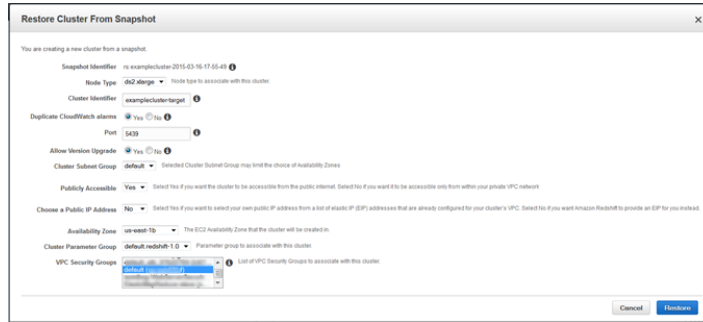 Restore Cluster From Snapshot ×
You are creating a new cluster from a snapshot.
Snapshot Identifier rs:examplecluster-2015-03-16-17-55-49
Node Type ds2.xlarge Node type to associate with this cluster.
Cluster Identifier examplecluster-target
Duplicate CloudWatch alarms Yes No
Port 5439
Allow Version Upgrade Yes No
Cluster Subnet Group default Selected Cluster Subnet Group may limit the choice of Availability Zones
Publicly Accessible Yes Select Yes if you want the cluster to be accessible from the public internet. Select No if you want it to be accessible only from within your private VPC network
Choose a Public IP Address No Select Yes if you want to select your own public IP address from a list of elastic IP (EIP) addresses that are already configured for your cluster's VPC. Select No if you want Amazon Redshift to provide an EIP for you instead.
Availability Zone us-east-1b The EC2 Availability Zone that the cluster will be created in.
Cluster Parameter Group default.redshift-1.0 Parameter group to associate with this cluster.
VPC Security Groups List of VPC Security Groups to associate with this cluster.
default
Cancel Restore